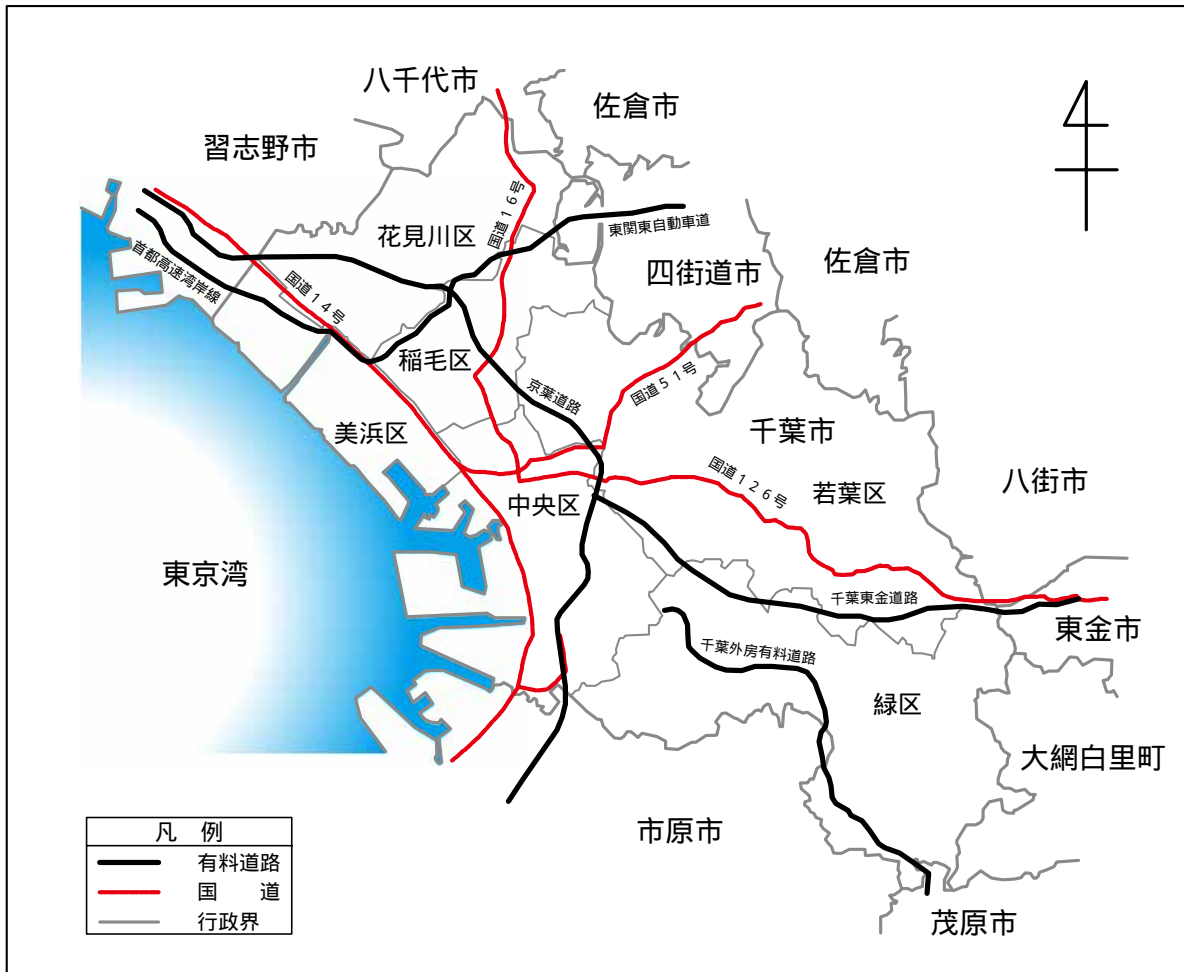 八千代市
佐倉市
習志野市
国道１６号
花見川区
東関東自動車道
首都高速湾岸線
国道１４号
四街道市
佐倉市
稲毛区
京葉道路
国道５１号
美浜区
千葉市
国道１２６号
若葉区
八街市
中央区
東京湾
千葉東金道路
東金市
千葉外房有料道路
緑区
大網白里町
市原市
茂原市
凡 例
有料道路
国 道
行政界